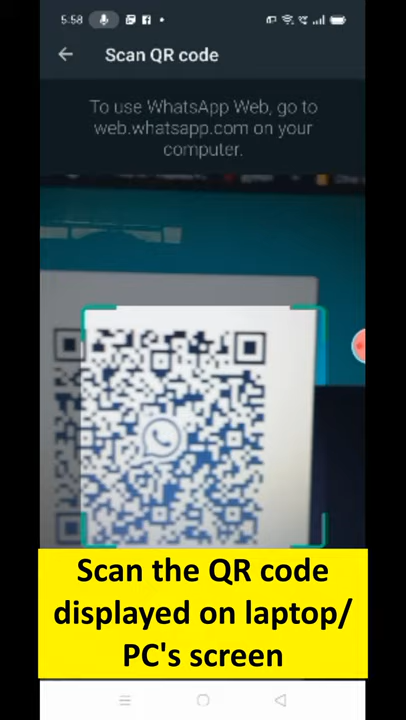 5:58
Scan QR code
To use WhatsApp Web, go to
web.whatsapp.com on your
computer.
Scan the QR code
displayed on laptop/
PC's screen